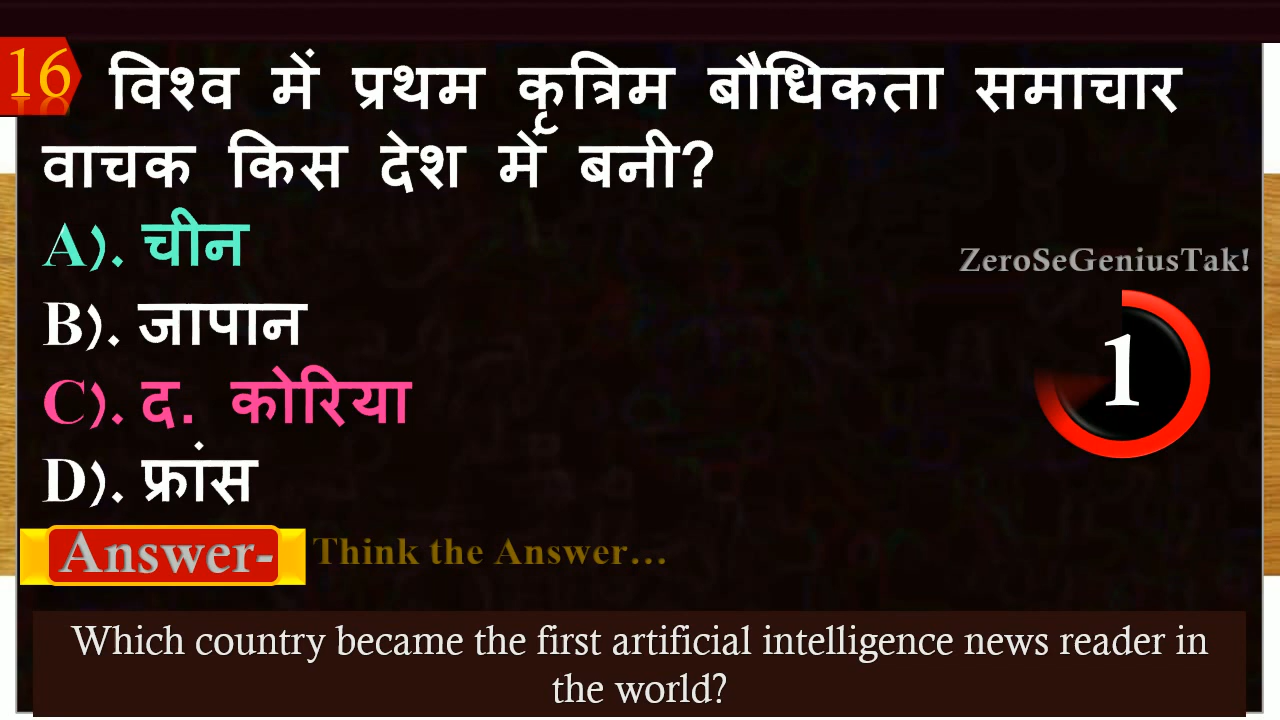 16
विश्व में प्रथम कृत्रिम बौधिकता समाचार
वाचक किस देश में बनी?
A). चीन
ZeroSeGeniusTak!
B). जापान
1
C). द. कोरिया
D). फ्रांस
Answer- Think the Answer...
Which country became the first artificial intelligence news reader in
the world?